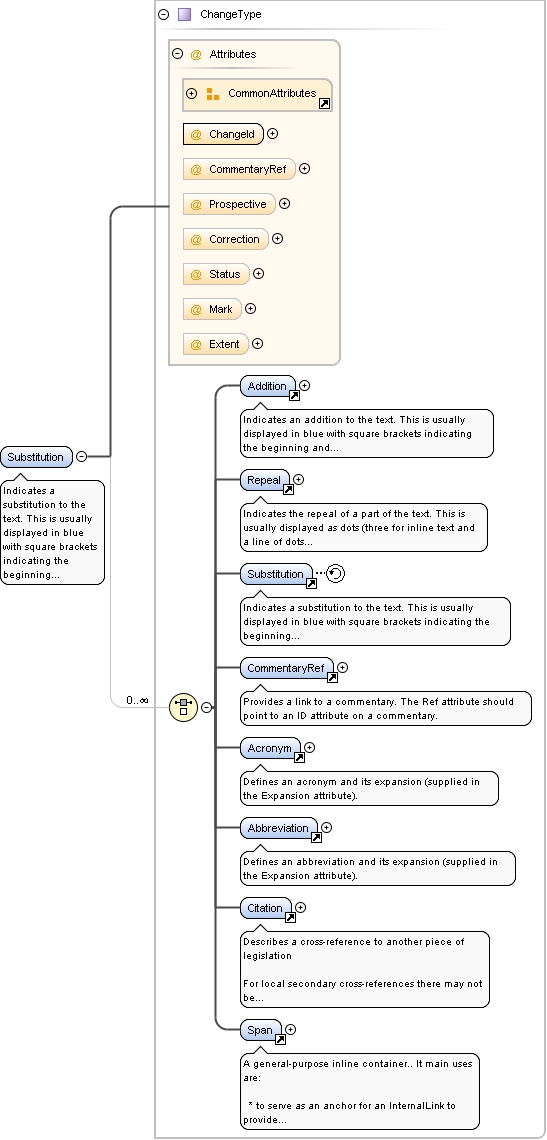 ChangeType
@ Attributes
CommonAttributes
@ ChangeId
@ CommentaryRef
@ Prospective
@ Correction
@ Status
@ Mark
@ Extent
Substitution
Indicates a
substitution to the
text. This is usually
displayed in blue
with square brackets
indicating the
beginning...
0..∞
Addition
Indicates an addition to the text. This is usually
displayed in blue with square brackets indicating
the beginning and...
Repeal
Indicates the repeal of a part of the text. This is
usually displayed as dots (three for inline text and
a line of dots...
Substitution
Indicates a substitution to the text. This is usually
displayed in blue with square brackets indicating the
beginning...
CommentaryRef
Provides a link to a commentary. The Ref attribute should
point to an ID attribute on a commentary.
Acronym
Defines an acronym and its expansion (supplied in
the Expansion attribute).
Abbreviation
Defines an abbreviation and its expansion (supplied in
the Expansion attribute).
Citation
Describes a cross-reference to another piece of
legislation
For local secondary cross-references there may not
be...
Span
A general-purpose inline container.. It main uses
are:
* to serve as an anchor for an InternalLink to
provide...